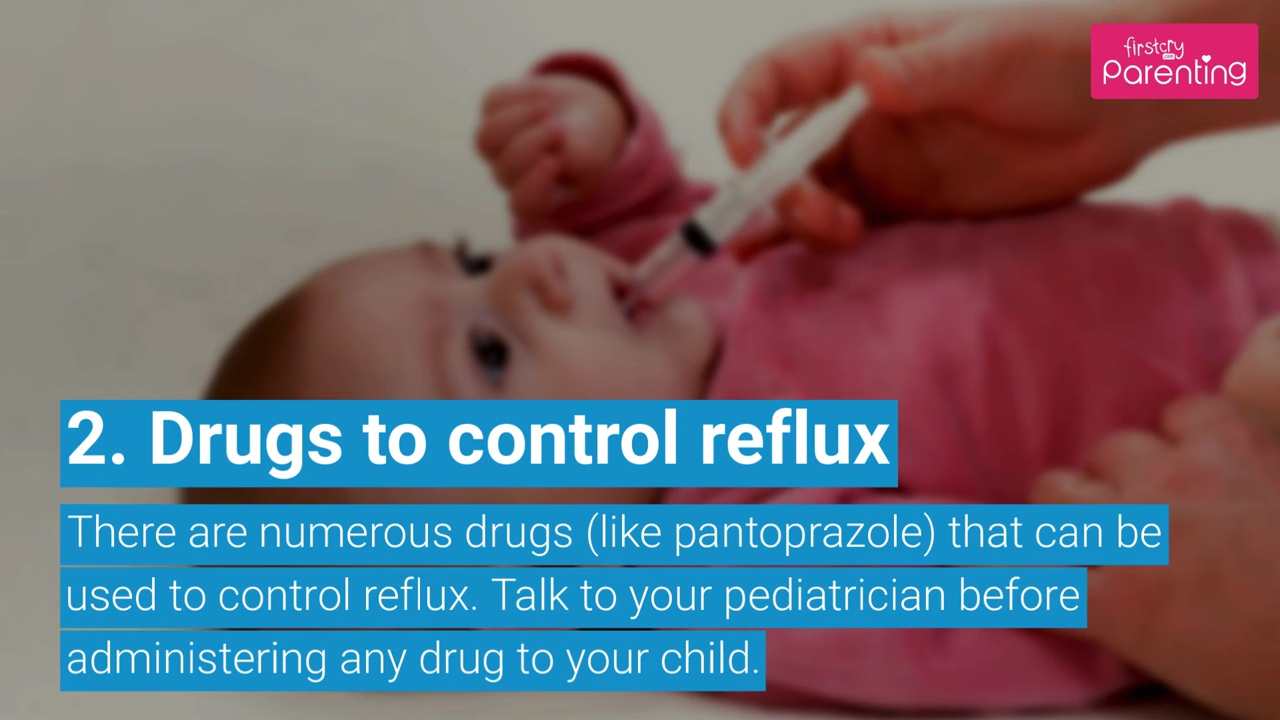 firstcry
.com
Parenting
2. Drugs to control reflux
There are numerous drugs (like pantoprazole) that can be
used to control reflux. Talk to your pediatrician before
administering any drug to your child.